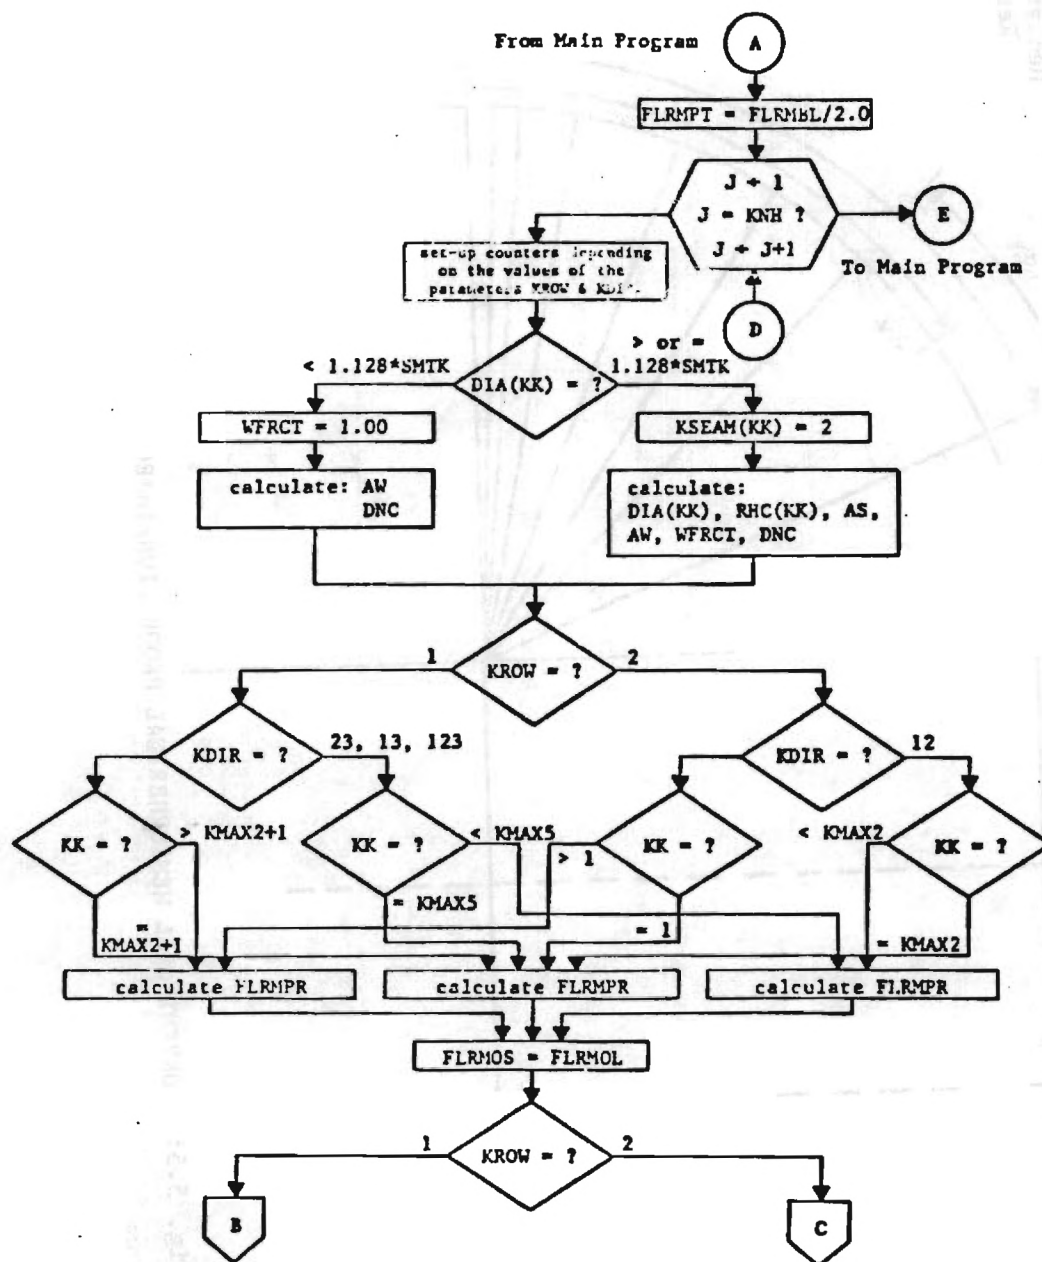 From Main Program
A
FLRMPT = FLRMBL/2.0
J ← 1
J = KNH ?
J ← J+1
E
To Main Program
D
set-up counters depending
on the values of the
parameters KROW & KDIR.
DIA(KK) = ?
< 1.128*SMTK
> or =
1.128*SMTK
WFRCT = 1.00
KSEAM(KK) = 2
calculate: AW
DNC
calculate:
DIA(KK), RHC(KK), AS,
AW, WFRCT, DNC
KROW = ?
1
2
KDIR = ?
23, 13, 123
KDIR = ?
12
KK = ?
> KMAX2+1
KK = ?
< KMAX5
> 1
KK = ?
< KMAX2
KK = ?
=
KMAX2+1
= KMAX5
= 1
= KMAX2
calculate FLRMPR
calculate FLRMPR
calculate FLRMPR
FLRMOS = FLRMOL
KROW = ?
1
2
B
C